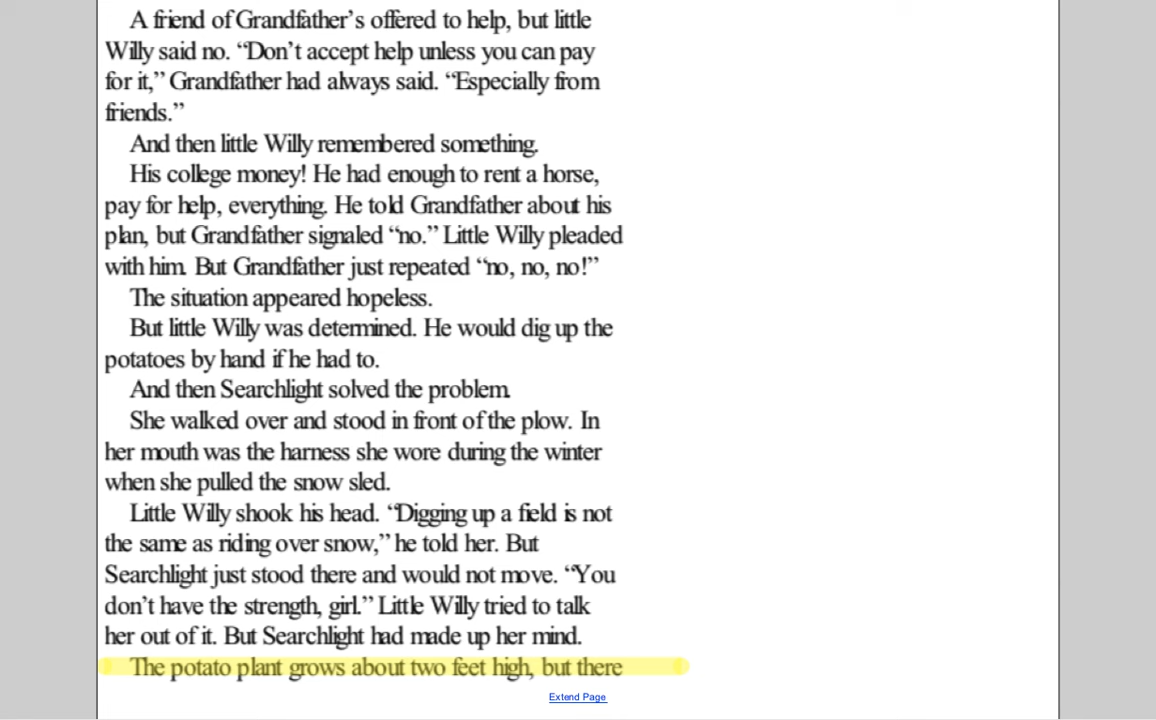 A friend of Grandfather’s offered to help, but little
Willy said no. “Don’t accept help unless you can pay
for it,” Grandfather had always said. “Especially from
friends.”
And then little Willy remembered something.
His college money! He had enough to rent a horse,
pay for help, everything. He told Grandfather about his
plan, but Grandfather signaled “no.” Little Willy pleaded
with him. But Grandfather just repeated “no, no, no!”
The situation appeared hopeless.
But little Willy was determined. He would dig up the
potatoes by hand if he had to.
And then Searchlight solved the problem.
She walked over and stood in front of the plow. In
her mouth was the harness she wore during the winter
when she pulled the snow sled.
Little Willy shook his head. “Digging up a field is not
the same as riding over snow,” he told her. But
Searchlight just stood there and would not move. “You
don’t have the strength, girl.” Little Willy tried to talk
her out of it. But Searchlight had made up her mind.
The potato plant grows about two feet high, but there
Extend Page